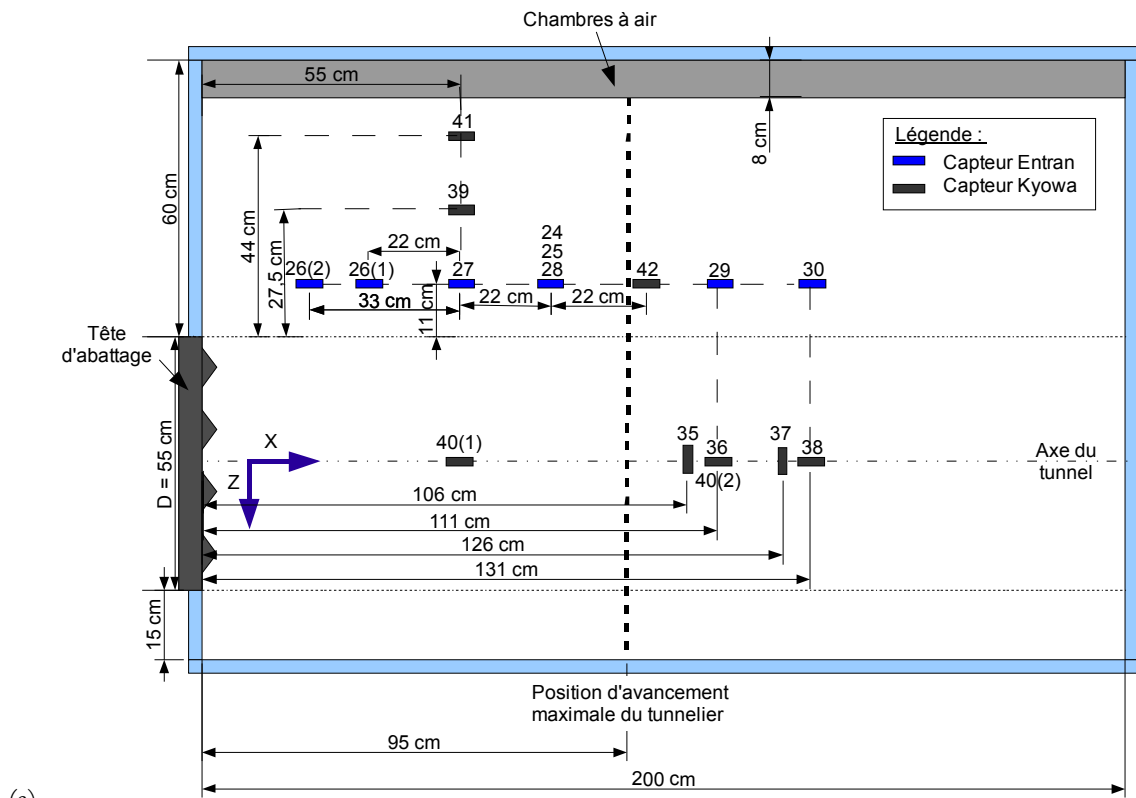 Chambres à air
55 cm
41
8 cm
Légende :
Capteur Entran
Capteur Kyowa
60 cm
44 cm
39
27,5 cm
22 cm
24
25
26(2)
26(1)
27
28
42
29
30
33 cm
11 cm
22 cm
22 cm
Tête
d'abattage
D = 55 cm
X
Z
40(1)
35
36
40(2)
37
38
Axe du
tunnel
106 cm
111 cm
126 cm
131 cm
15 cm
Position d'avancement
maximale du tunnelier
95 cm
200 cm